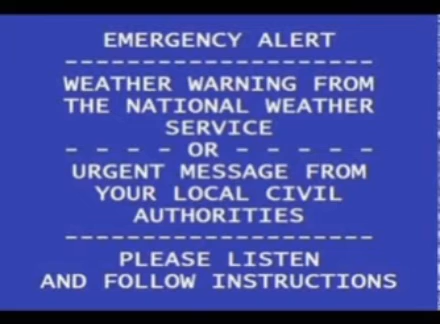 EMERGENCY ALERT
--------------------
WEATHER WARNING FROM
THE NATIONAL WEATHER
SERVICE
- - - - OR - - - - -
URGENT MESSAGE FROM
YOUR LOCAL CIVIL
AUTHORITIES
--------------------
PLEASE LISTEN
AND FOLLOW INSTRUCTIONS